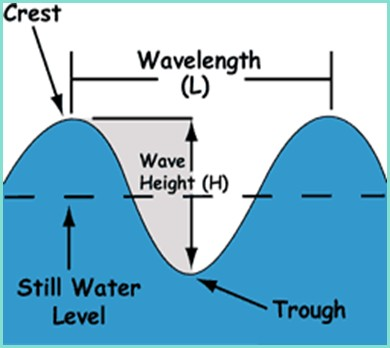 Crest
Wavelength
(L)
Wave
Height (H)
Still Water
Level
Trough